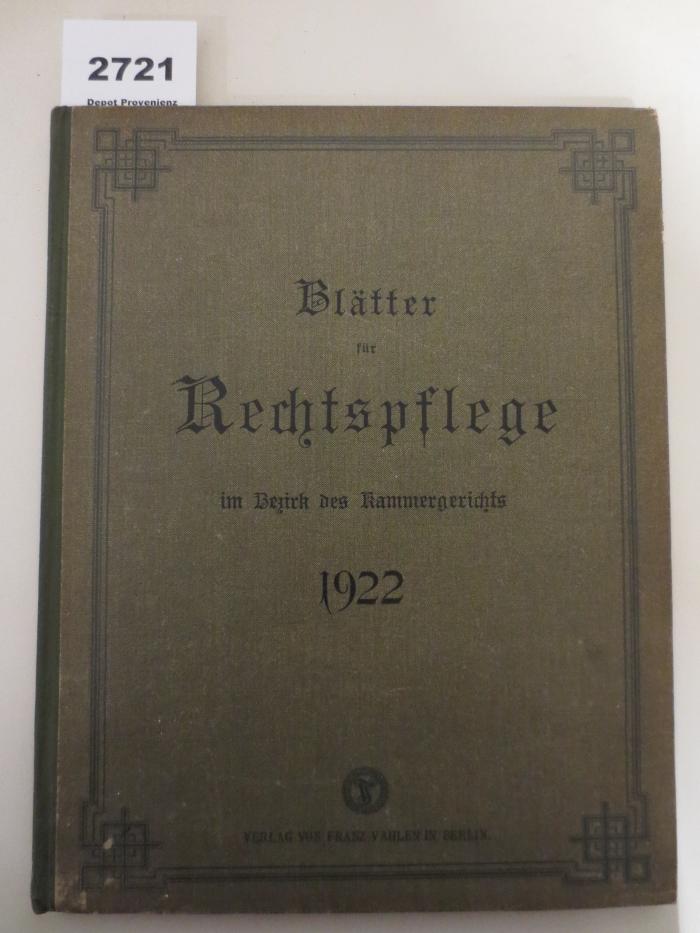 2721
Depot Provenienz
Blätter
für
Rechtspflege
im Bezirk des Kammergerichts
1922
VERLAG VON FRANZ VAHLEN IN BERLIN.